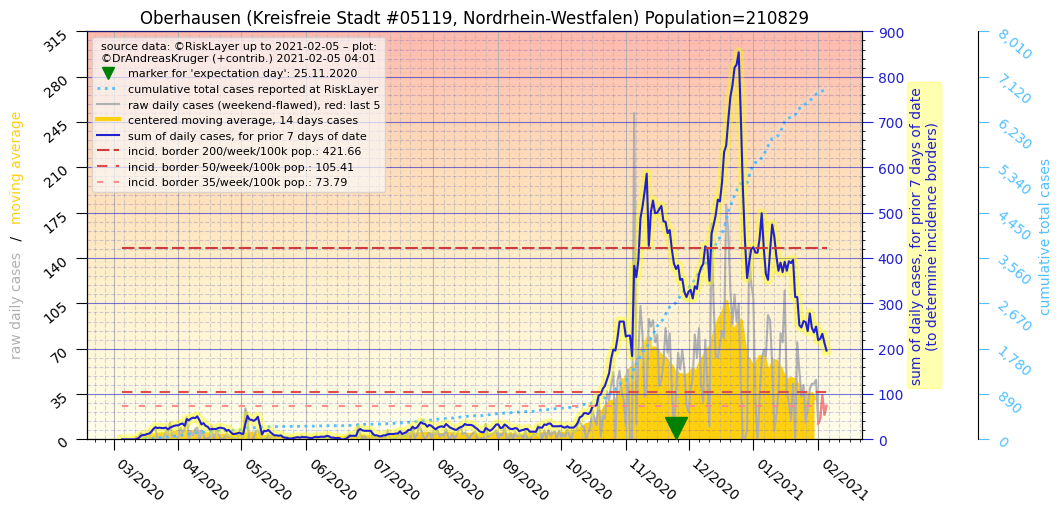 Oberhausen (Kreisfreie Stadt #05119, Nordrhein-Westfalen) Population=210829
source data: ©RiskLayer up to 2021-02-05 – plot:
©DrAndreasKruger (+contrib.) 2021-02-05 04:01
marker for 'expectation day': 25.11.2020
cumulative total cases reported at RiskLayer
raw daily cases (weekend-flawed), red: last 5
centered moving average, 14 days cases
sum of daily cases, for prior 7 days of date
incid. border 200/week/100k pop.: 421.66
incid. border 50/week/100k pop.: 105.41
incid. border 35/week/100k pop.: 73.79
raw daily cases / moving average
315
280
245
210
175
140
105
70
35
0
03/2020
04/2020
05/2020
06/2020
07/2020
08/2020
09/2020
10/2020
11/2020
12/2020
01/2021
02/2021
900
800
700
600
500
400
300
200
100
0
sum of daily cases, for prior 7 days of date
(to determine incidence borders)
8,010
7,120
6,230
5,340
4,450
3,560
2,670
1,780
890
0
cumulative total cases